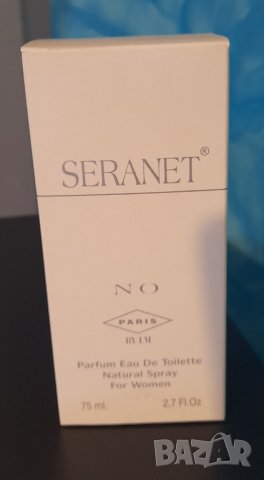 SERANET®
NO
PARIS
BY LM
Parfum Eau De Toilette
Natural Spray
For Women
75 ml. 2,7 Fl.Oz
BAZAR